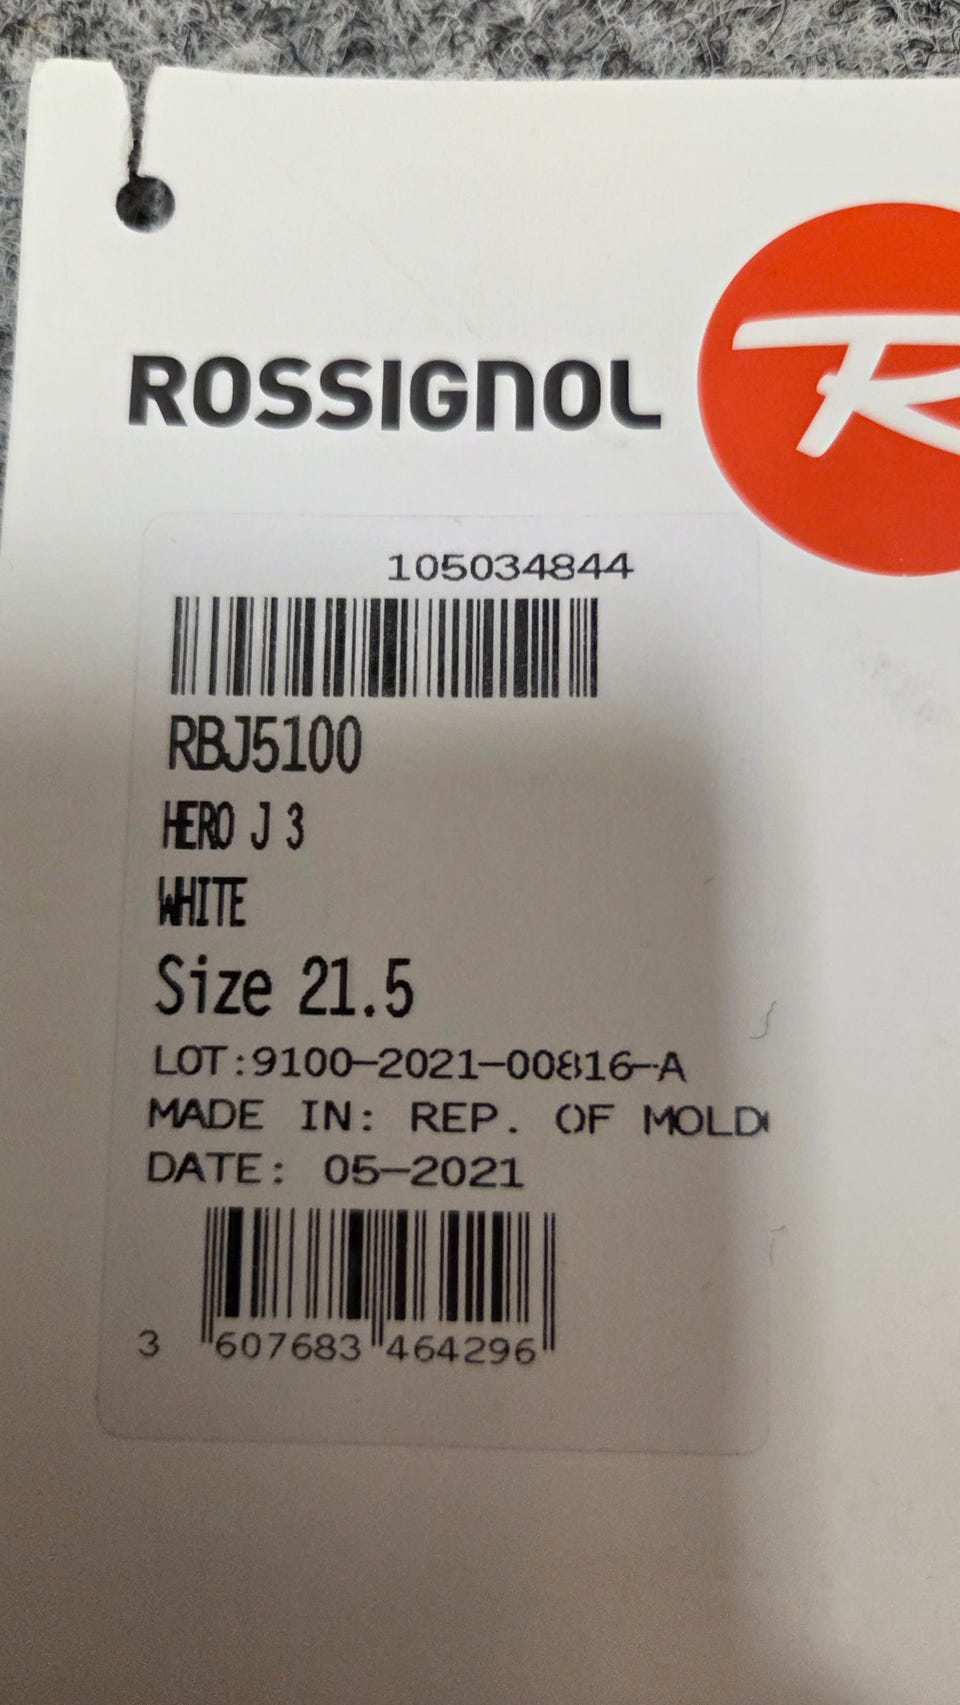 ROSSIGNOL
105034844
RBJ5100
HERO J 3
WHITE
Size 21.5
LOT:9100-2021-00816-A
MADE IN: REP. OF MOLD
DATE: 05-2021
3 607683 464296